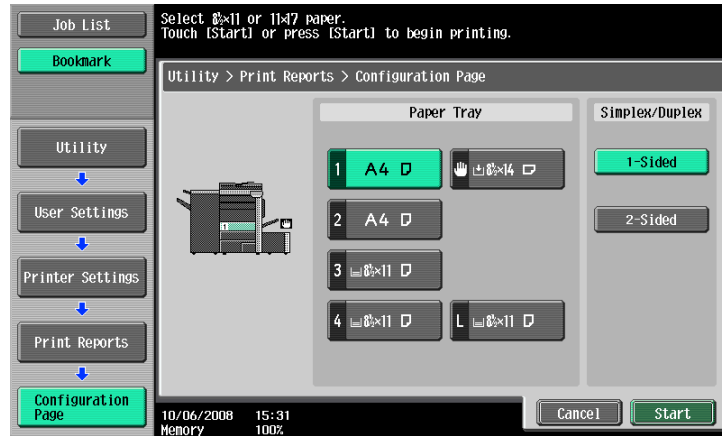 Job List
Bookmark
Utility
User Settings
Printer Settings
Print Reports
Configuration
Page
Select 8½×11 or 11×17 paper.
Touch [Start] or press [Start] to begin printing.
Utility > Print Reports > Configuration Page
Paper Tray
1 A4
8½×14
2 A4
3 8½×11
4 8½×11
L 8½×11
Simplex/Duplex
1-Sided
2-Sided
1
10/06/2008 15:31
Memory 100%
Cancel
Start